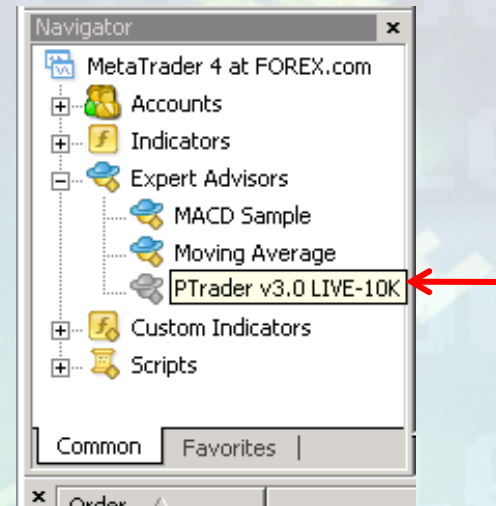 Navigator
MetaTrader 4 at FOREX.com
Accounts
Indicators
Expert Advisors
MACD Sample
Moving Average
PTrader v3.0 LIVE-10K
Custom Indicators
Scripts
Common Favorites
Order